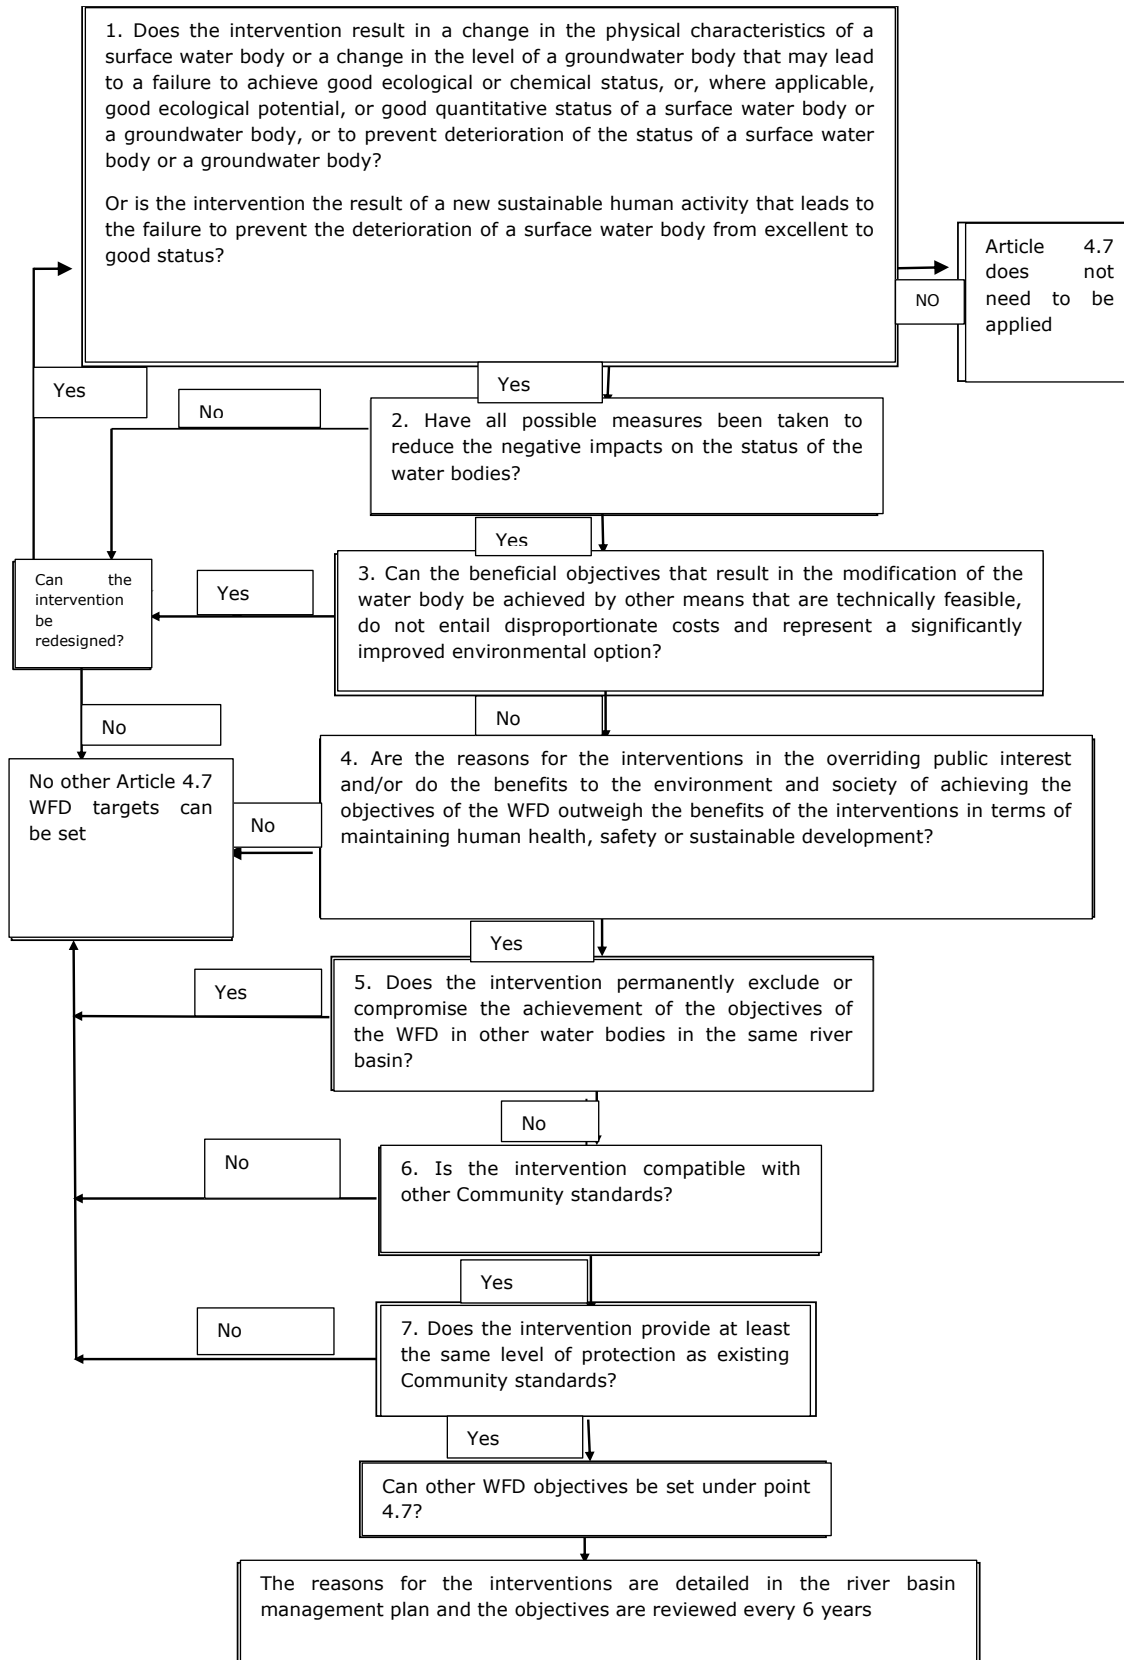 1. Does the intervention result in a change in the physical characteristics of a
surface water body or a change in the level of a groundwater body that may lead
to a failure to achieve good ecological or chemical status, or, where applicable,
good ecological potential, or good quantitative status of a surface water body or
a groundwater body, or to prevent deterioration of the status of a surface water
body or a groundwater body?
Or is the intervention the result of a new sustainable human activity that leads to
the failure to prevent the deterioration of a surface water body from excellent to
good status?
Article 4.7
does not
need to be
applied
NO
Yes
Yes
No
2. Have all possible measures been taken to
reduce the negative impacts on the status of the
water bodies?
Yes
Can the
intervention
be
redesigned?
Yes
3. Can the beneficial objectives that result in the modification of the
water body be achieved by other means that are technically feasible,
do not entail disproportionate costs and represent a significantly
improved environmental option?
No
No
No other Article 4.7
WFD targets can
be set
No
4. Are the reasons for the interventions in the overriding public interest
and/or do the benefits to the environment and society of achieving the
objectives of the WFD outweigh the benefits of the interventions in terms of
maintaining human health, safety or sustainable development?
Yes
Yes
5. Does the intervention permanently exclude or
compromise the achievement of the objectives of
the WFD in other water bodies in the same river
basin?
No
No
6. Is the intervention compatible with
other Community standards?
Yes
No
7. Does the intervention provide at least
the same level of protection as existing
Community standards?
Yes
Can other WFD objectives be set under point
4.7?
The reasons for the interventions are detailed in the river basin
management plan and the objectives are reviewed every 6 years